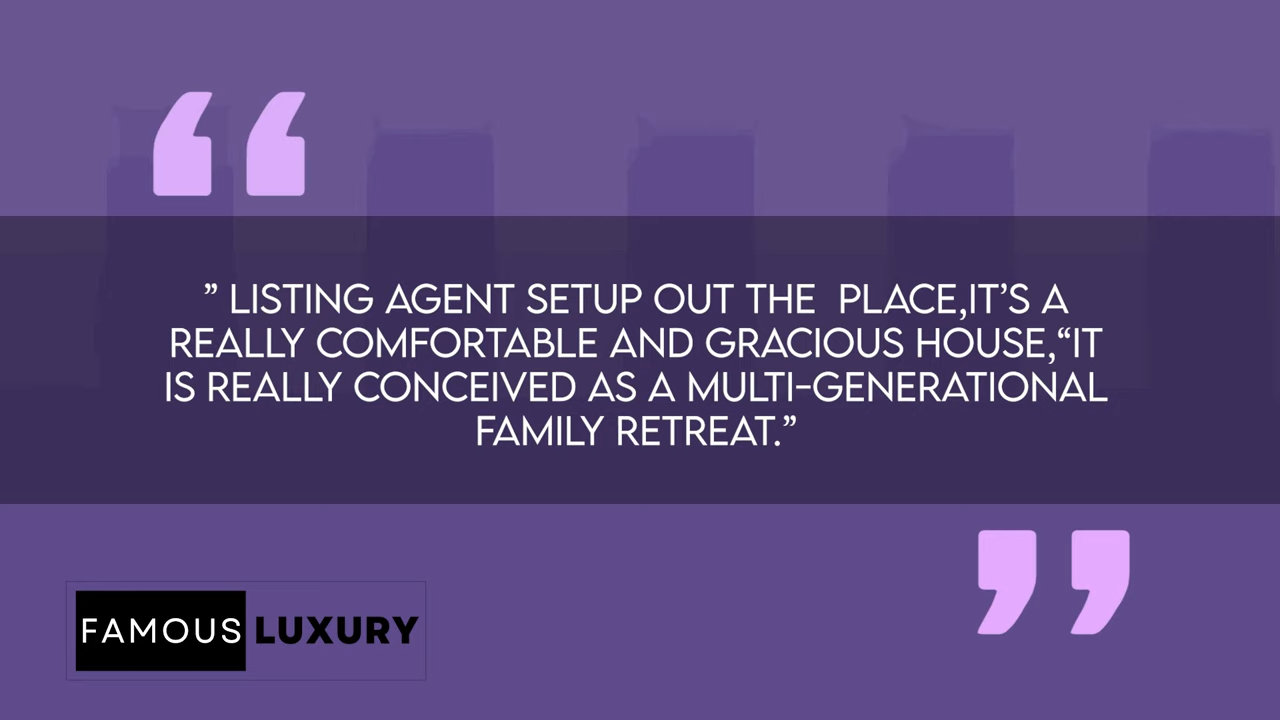 ” LISTING AGENT SETUP OUT THE  PLACE,IT’S A
REALLY COMFORTABLE AND GRACIOUS HOUSE,“IT
IS REALLY CONCEIVED AS A MULTI-GENERATIONAL
FAMILY RETREAT.”
FAMOUS LUXURY